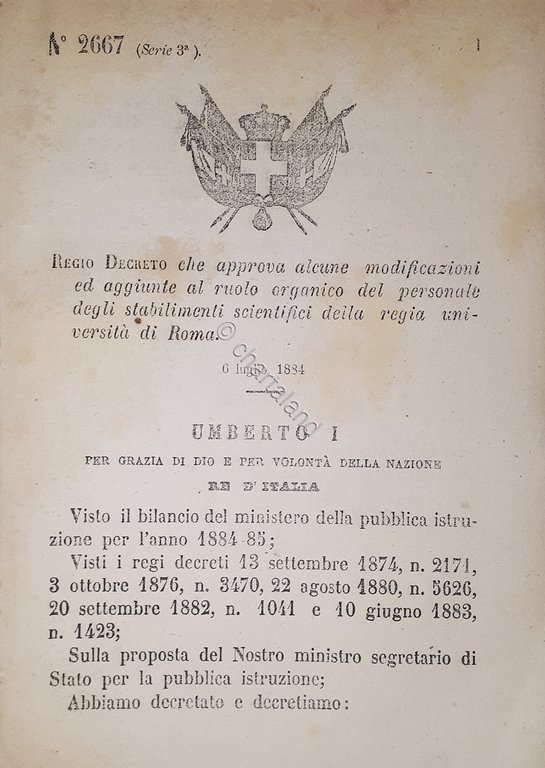 N° 2667 (Serie 3ª).
REGIO DECRETO che approva alcune modificazioni
ed aggiunte al ruolo organico del personale
degli stabilimenti scientifici della regia uni-
versità di Roma.
© chartaland
6 luglio 1884
UMBERTO I
PER GRAZIA DI DIO E PER VOLONTÀ DELLA NAZIONE
RE D'ITALIA
Visto il bilancio del ministero della pubblica istru-
zione per l'anno 1884-85;
Visti i regi decreti 13 settembre 1874, n. 2171,
3 ottobre 1876, n. 3470, 22 agosto 1880, n. 5626,
20 settembre 1882, n. 1041 e 10 giugno 1883,
n. 1423;
Sulla proposta del Nostro ministro segretario di
Stato per la pubblica istruzione;
Abbiamo decretato e decretiamo: